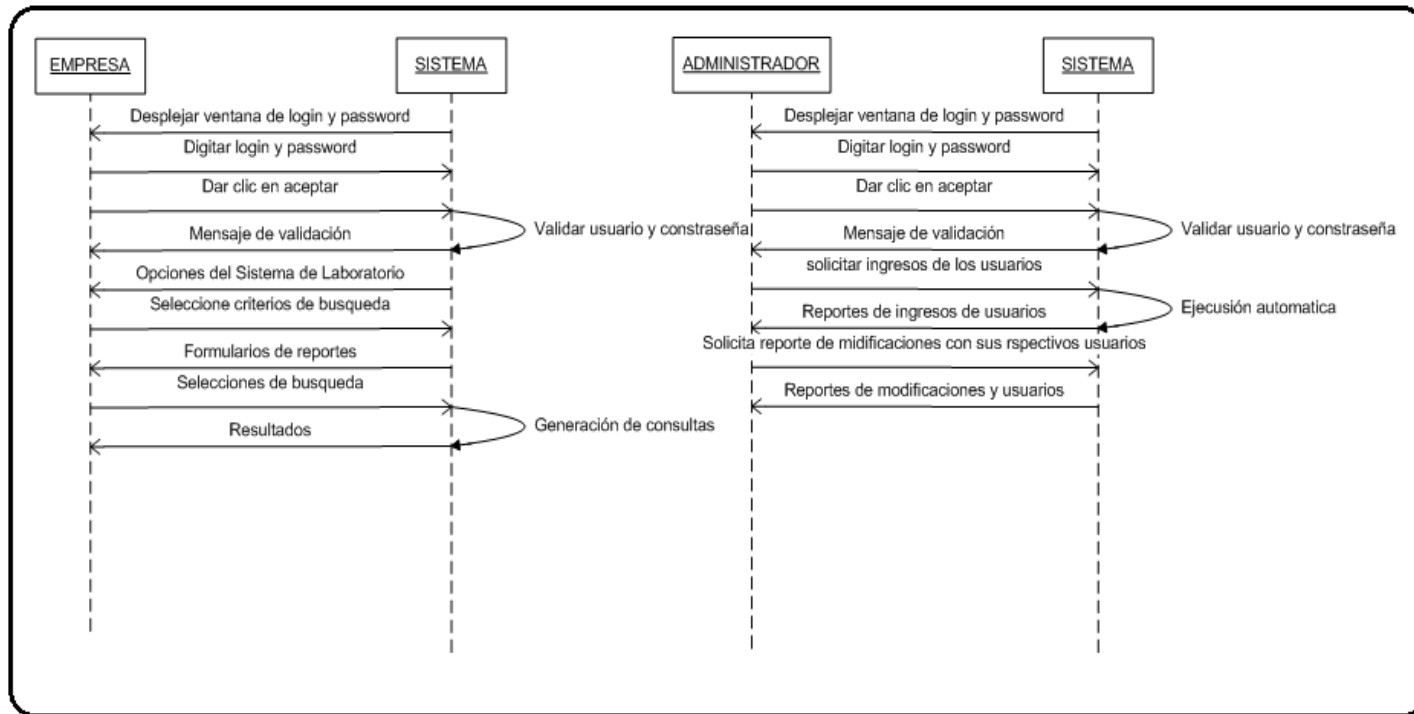 EMPRESA
SISTEMA
Desplejar ventana de login y password
Digitar login y password
Dar clic en aceptar
Validar usuario y constraseña
Mensaje de validación
Opciones del Sistema de Laboratorio
Seleccione criterios de busqueda
Formularios de reportes
Selecciones de busqueda
Generación de consultas
Resultados
ADMINISTRADOR
SISTEMA
Desplejar ventana de login y password
Digitar login y password
Dar clic en aceptar
Validar usuario y constraseña
Mensaje de validación
solicitar ingresos de los usuarios
Ejecusión automatica
Reportes de ingresos de usuarios
Solicita reporte de midificaciones con sus rspectivos usuarios
Reportes de modificaciones y usuarios